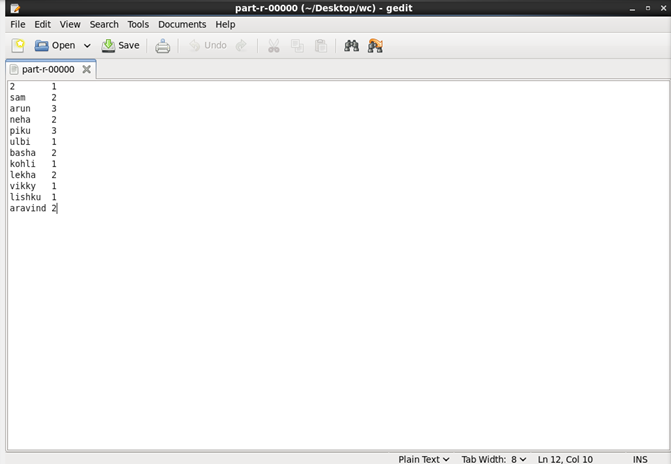 part-r-00000 (~/Desktop/wc) - gedit
File Edit View Search Tools Documents Help
Open Save Undo
part-r-00000
2 1
sam 2
arun 3
neha 2
piku 3
ulbi 1
basha 2
kohli 1
lekha 2
vikky 1
lishku 1
aravind 2
Plain Text Tab Width: 8 Ln 12, Col 10 INS